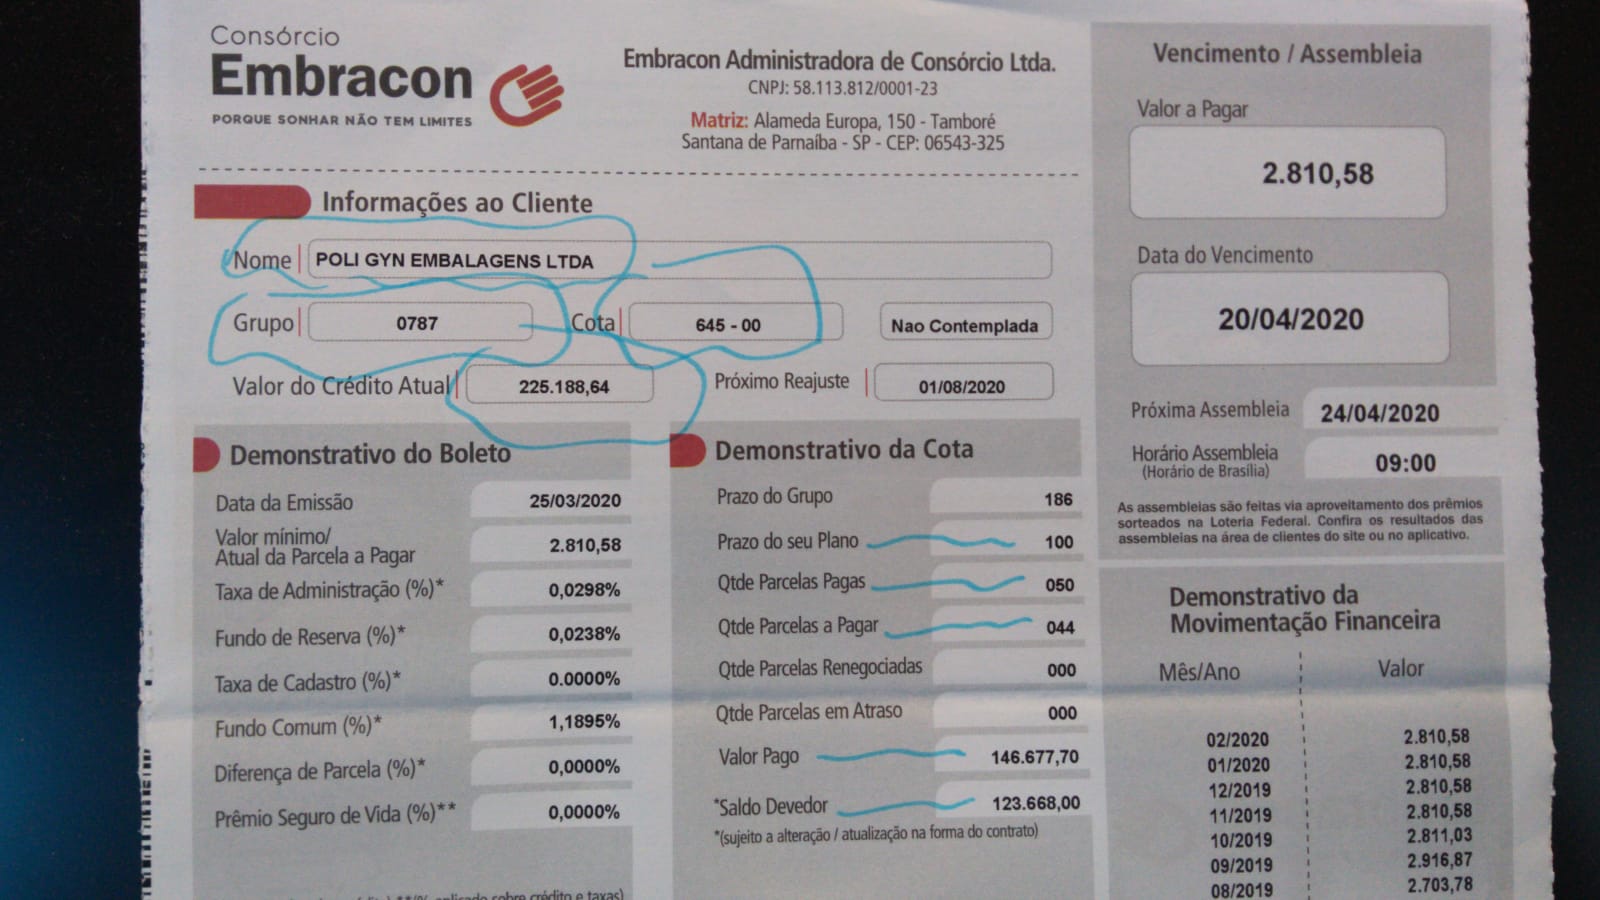 Consórcio
Embracon
PORQUE SONHAR NÃO TEM LIMITES
Embracon Administradora de Consórcio Ltda.
CNPJ: 58.113.812/0001-23
Matriz: Alameda Europa, 150 - Tamboré
Santana de Parnaíba - SP - CEP: 06543-325
Informações ao Cliente
Nome POLI GYN EMBALAGENS LTDA
Grupo 0787 Cota 645 - 00 Nao Contemplada
Valor do Crédito Atual 225.188,64 Próximo Reajuste 01/08/2020
Demonstrativo do Boleto
Data da Emissão 25/03/2020
Valor mínimo/
Atual da Parcela a Pagar 2.810,58
Taxa de Administração (%)* 0,0298%
Fundo de Reserva (%)* 0,0238%
Taxa de Cadastro (%)* 0.0000%
Fundo Comum (%)* 1,1895%
Diferença de Parcela (%)* 0,0000%
Prêmio Seguro de Vida (%)** 0,0000%
Demonstrativo da Cota
Prazo do Grupo 186
Prazo do seu Plano 100
Qtde Parcelas Pagas 050
Qtde Parcelas a Pagar 044
Qtde Parcelas Renegociadas 000
Qtde Parcelas em Atraso 000
Valor Pago 146.677,70
*Saldo Devedor 123.668,00
*(sujeito a alteração / atualização na forma do contrato)
Vencimento / Assembleia
Valor a Pagar
2.810,58
Data do Vencimento
20/04/2020
Próxima Assembleia 24/04/2020
Horário Assembleia 09:00
(Horário de Brasília)
As assembleias são feitas via aproveitamento dos prêmios
sorteados na Loteria Federal. Confira os resultados das
assembleias na área de clientes do site ou no aplicativo.
Demonstrativo da
Movimentação Financeira
Mês/Ano Valor
02/2020 2.810,58
01/2020 2.810,58
12/2019 2.810,58
11/2019 2.810,58
10/2019 2.811,03
09/2019 2.916,87
08/2019 2.703,78